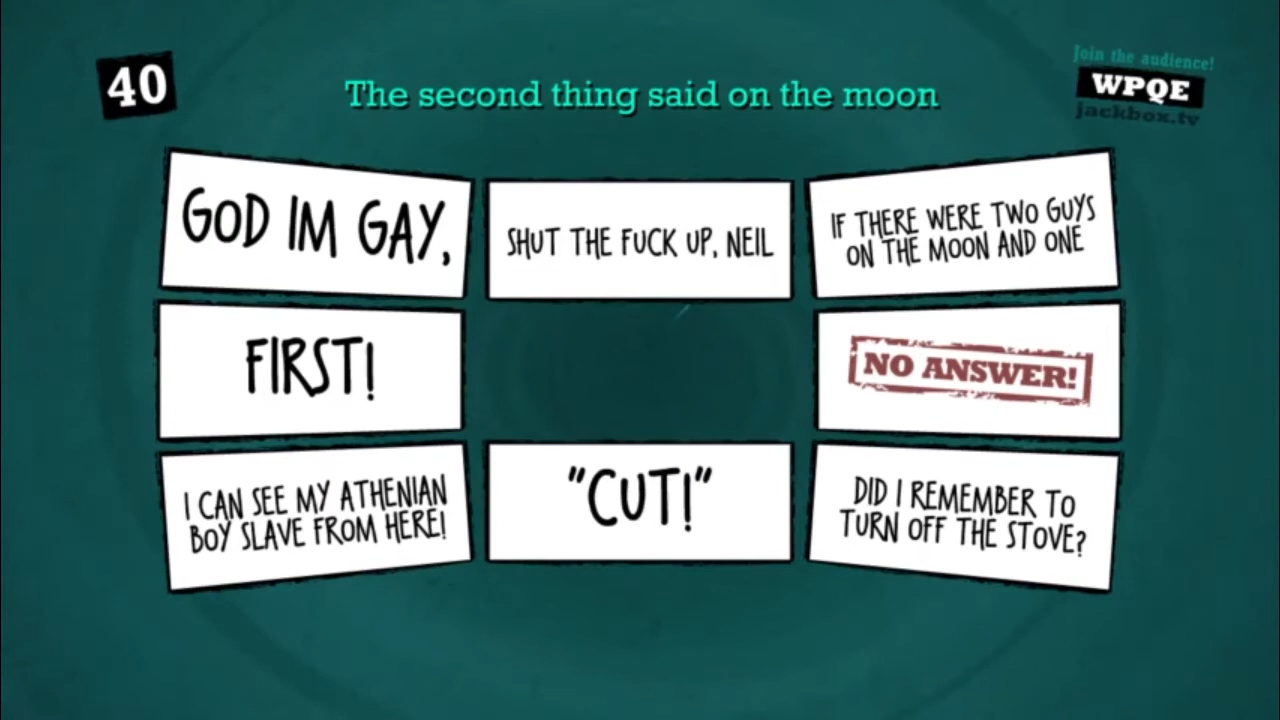 40
The second thing said on the moon
Join the audience!
WPQE
jackbox.tv
GOD IM GAY,
SHUT THE FUCK UP, NEIL
IF THERE WERE TWO GUYS
ON THE MOON AND ONE
FIRST!
NO ANSWER!
I CAN SEE MY ATHENIAN
BOY SLAVE FROM HERE!
"CUT!"
DID I REMEMBER TO
TURN OFF THE STOVE?